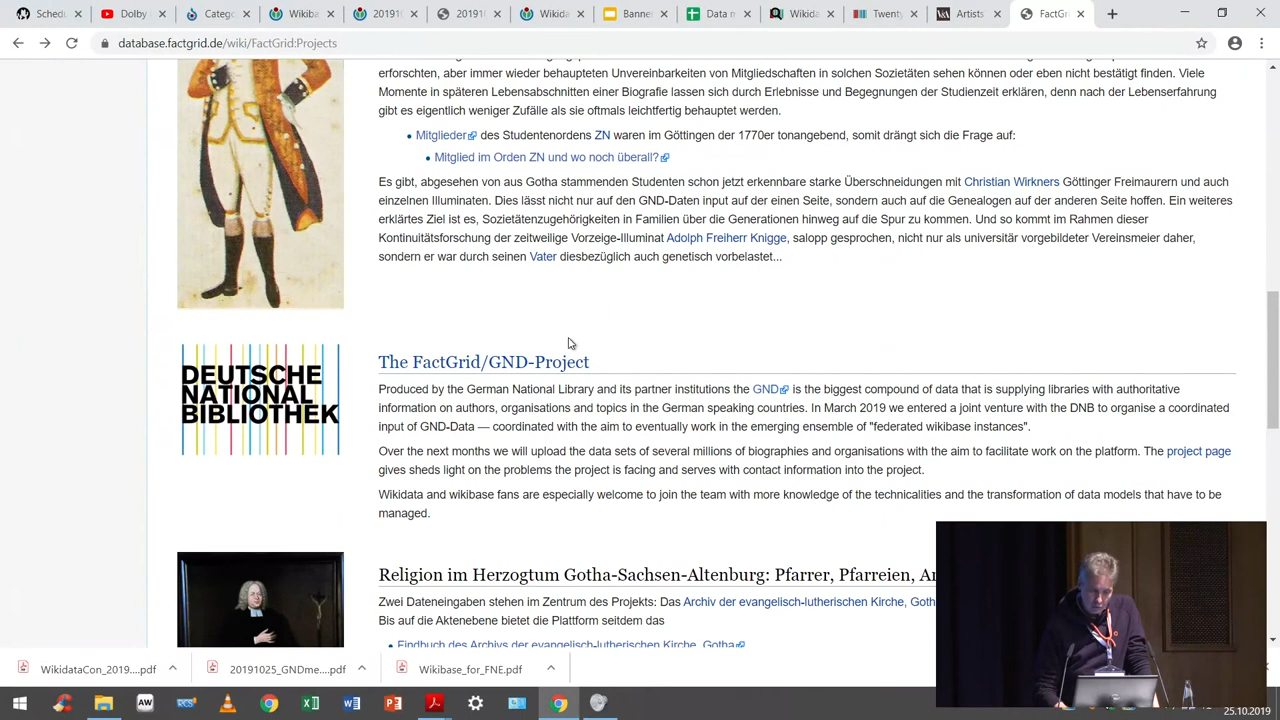 Schedu
Dolby
Catego
Wikiba
201910
201910
Wikida
Banner
Data m
Wikida
Twenty
V&A Artists
FactGri
database.factgrid.de/wiki/FactGrid:Projects
erforschten, aber immer wieder behaupteten Unvereinbarkeiten von Mitgliedschaften in solchen Sozietäten sehen können oder eben nicht bestätigt finden. Viele
Momente in späteren Lebensabschnitten einer Biografie lassen sich durch Erlebnisse und Begegnungen der Studienzeit erklären, denn nach der Lebenserfahrung
gibt es eigentlich weniger Zufälle als sie oftmals leichtfertig behauptet werden.
Mitglieder des Studentenordens ZN waren im Göttingen der 1770er tonangebend, somit drängt sich die Frage auf:
Mitglied im Orden ZN und wo noch überall?
Es gibt, abgesehen von aus Gotha stammenden Studenten schon jetzt erkennbare starke Überschneidungen mit Christian Wirkners Göttinger Freimaurern und auch
einzelnen Illuminaten. Dies lässt nicht nur auf den GND-Daten input auf der einen Seite, sondern auch auf die Genealogen auf der anderen Seite hoffen. Ein weiteres
erklärtes Ziel ist es, Sozietätenzugehörigkeiten in Familien über die Generationen hinweg auf die Spur zu kommen. Und so kommt im Rahmen dieser
Kontinuitätsforschung der zeitweilige Vorzeige-Illuminat Adolph Freiherr Knigge, salopp gesprochen, nicht nur als universitär vorgebildeter Vereinsmeier daher,
sondern er war durch seinen Vater diesbezüglich auch genetisch vorbelastet...
DEUTSCHE
NATIONAL
BIBLIOTHEK
The FactGrid/GND-Project
Produced by the German National Library and its partner institutions the GND is the biggest compound of data that is supplying libraries with authoritative
information on authors, organisations and topics in the German speaking countries. In March 2019 we entered a joint venture with the DNB to organise a coordinated
input of GND-Data — coordinated with the aim to eventually work in the emerging ensemble of "federated wikibase instances".
Over the next months we will upload the data sets of several millions of biographies and organisations with the aim to facilitate work on the platform. The project page
gives sheds light on the problems the project is facing and serves with contact information into the project.
Wikidata and wikibase fans are especially welcome to join the team with more knowledge of the technicalities and the transformation of data models that have to be
managed.
Religion im Herzogtum Gotha-Sachsen-Altenburg: Pfarrer, Pfarreien, Ar
Zwei Dateneingaben stehen im Zentrum des Projekts: Das Archiv der evangelisch-lutherischen Kirche, Goth
Bis auf die Aktenebene bietet die Plattform seitdem das
Findbuch des Archivs der evangelisch-lutherischen Kirche, Gotha
WikidataCon_2019....pdf
20191025_GNDme....pdf
Wikibase_for_FNE.pdf
AW
RCS
25.10.2019